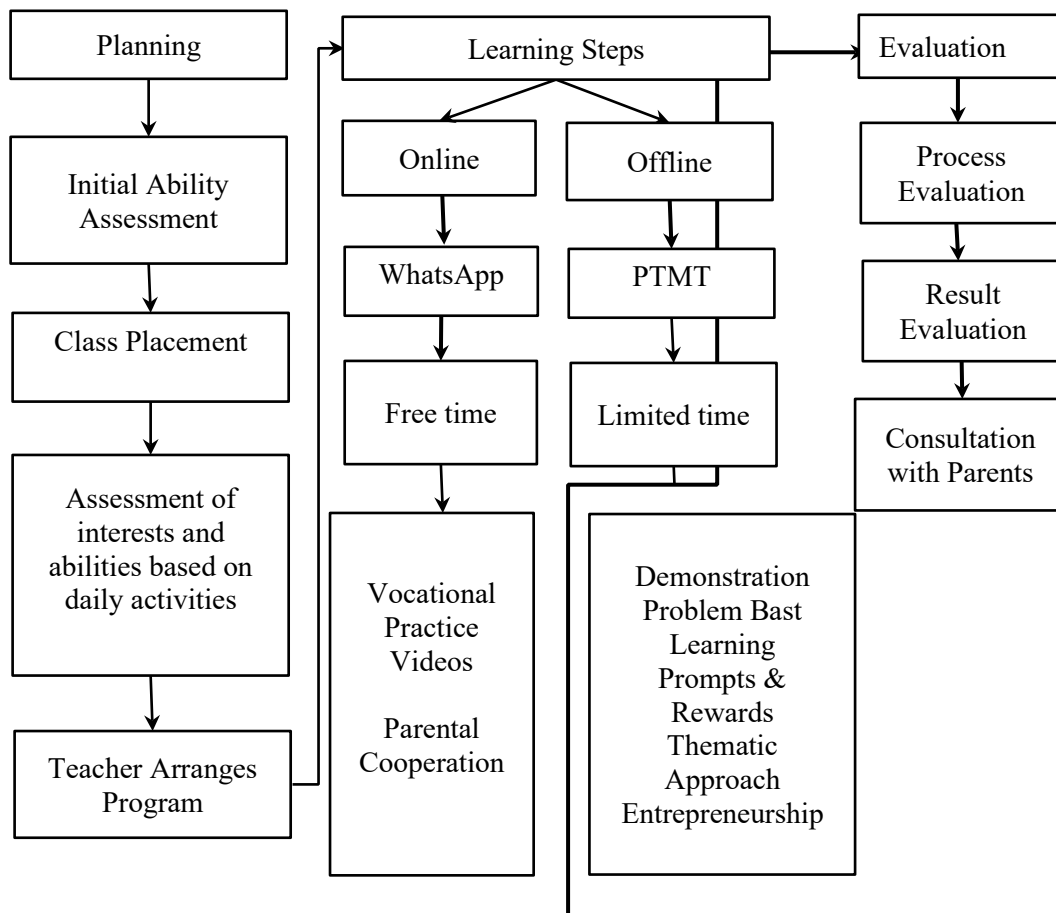 Planning
Initial Ability
Assessment
Class Placement
Assessment of
interests and
abilities based on
daily activities
Teacher Arranges
Program
Learning Steps
Online
WhatsApp
Free time
Vocational
Practice
Videos
Parental
Cooperation
Offline
PTMT
Limited time
Demonstration
Problem Bast
Learning
Prompts &
Rewards
Thematic
Approach
Entrepreneurship
Evaluation
Process
Evaluation
Result
Evaluation
Consultation
with Parents